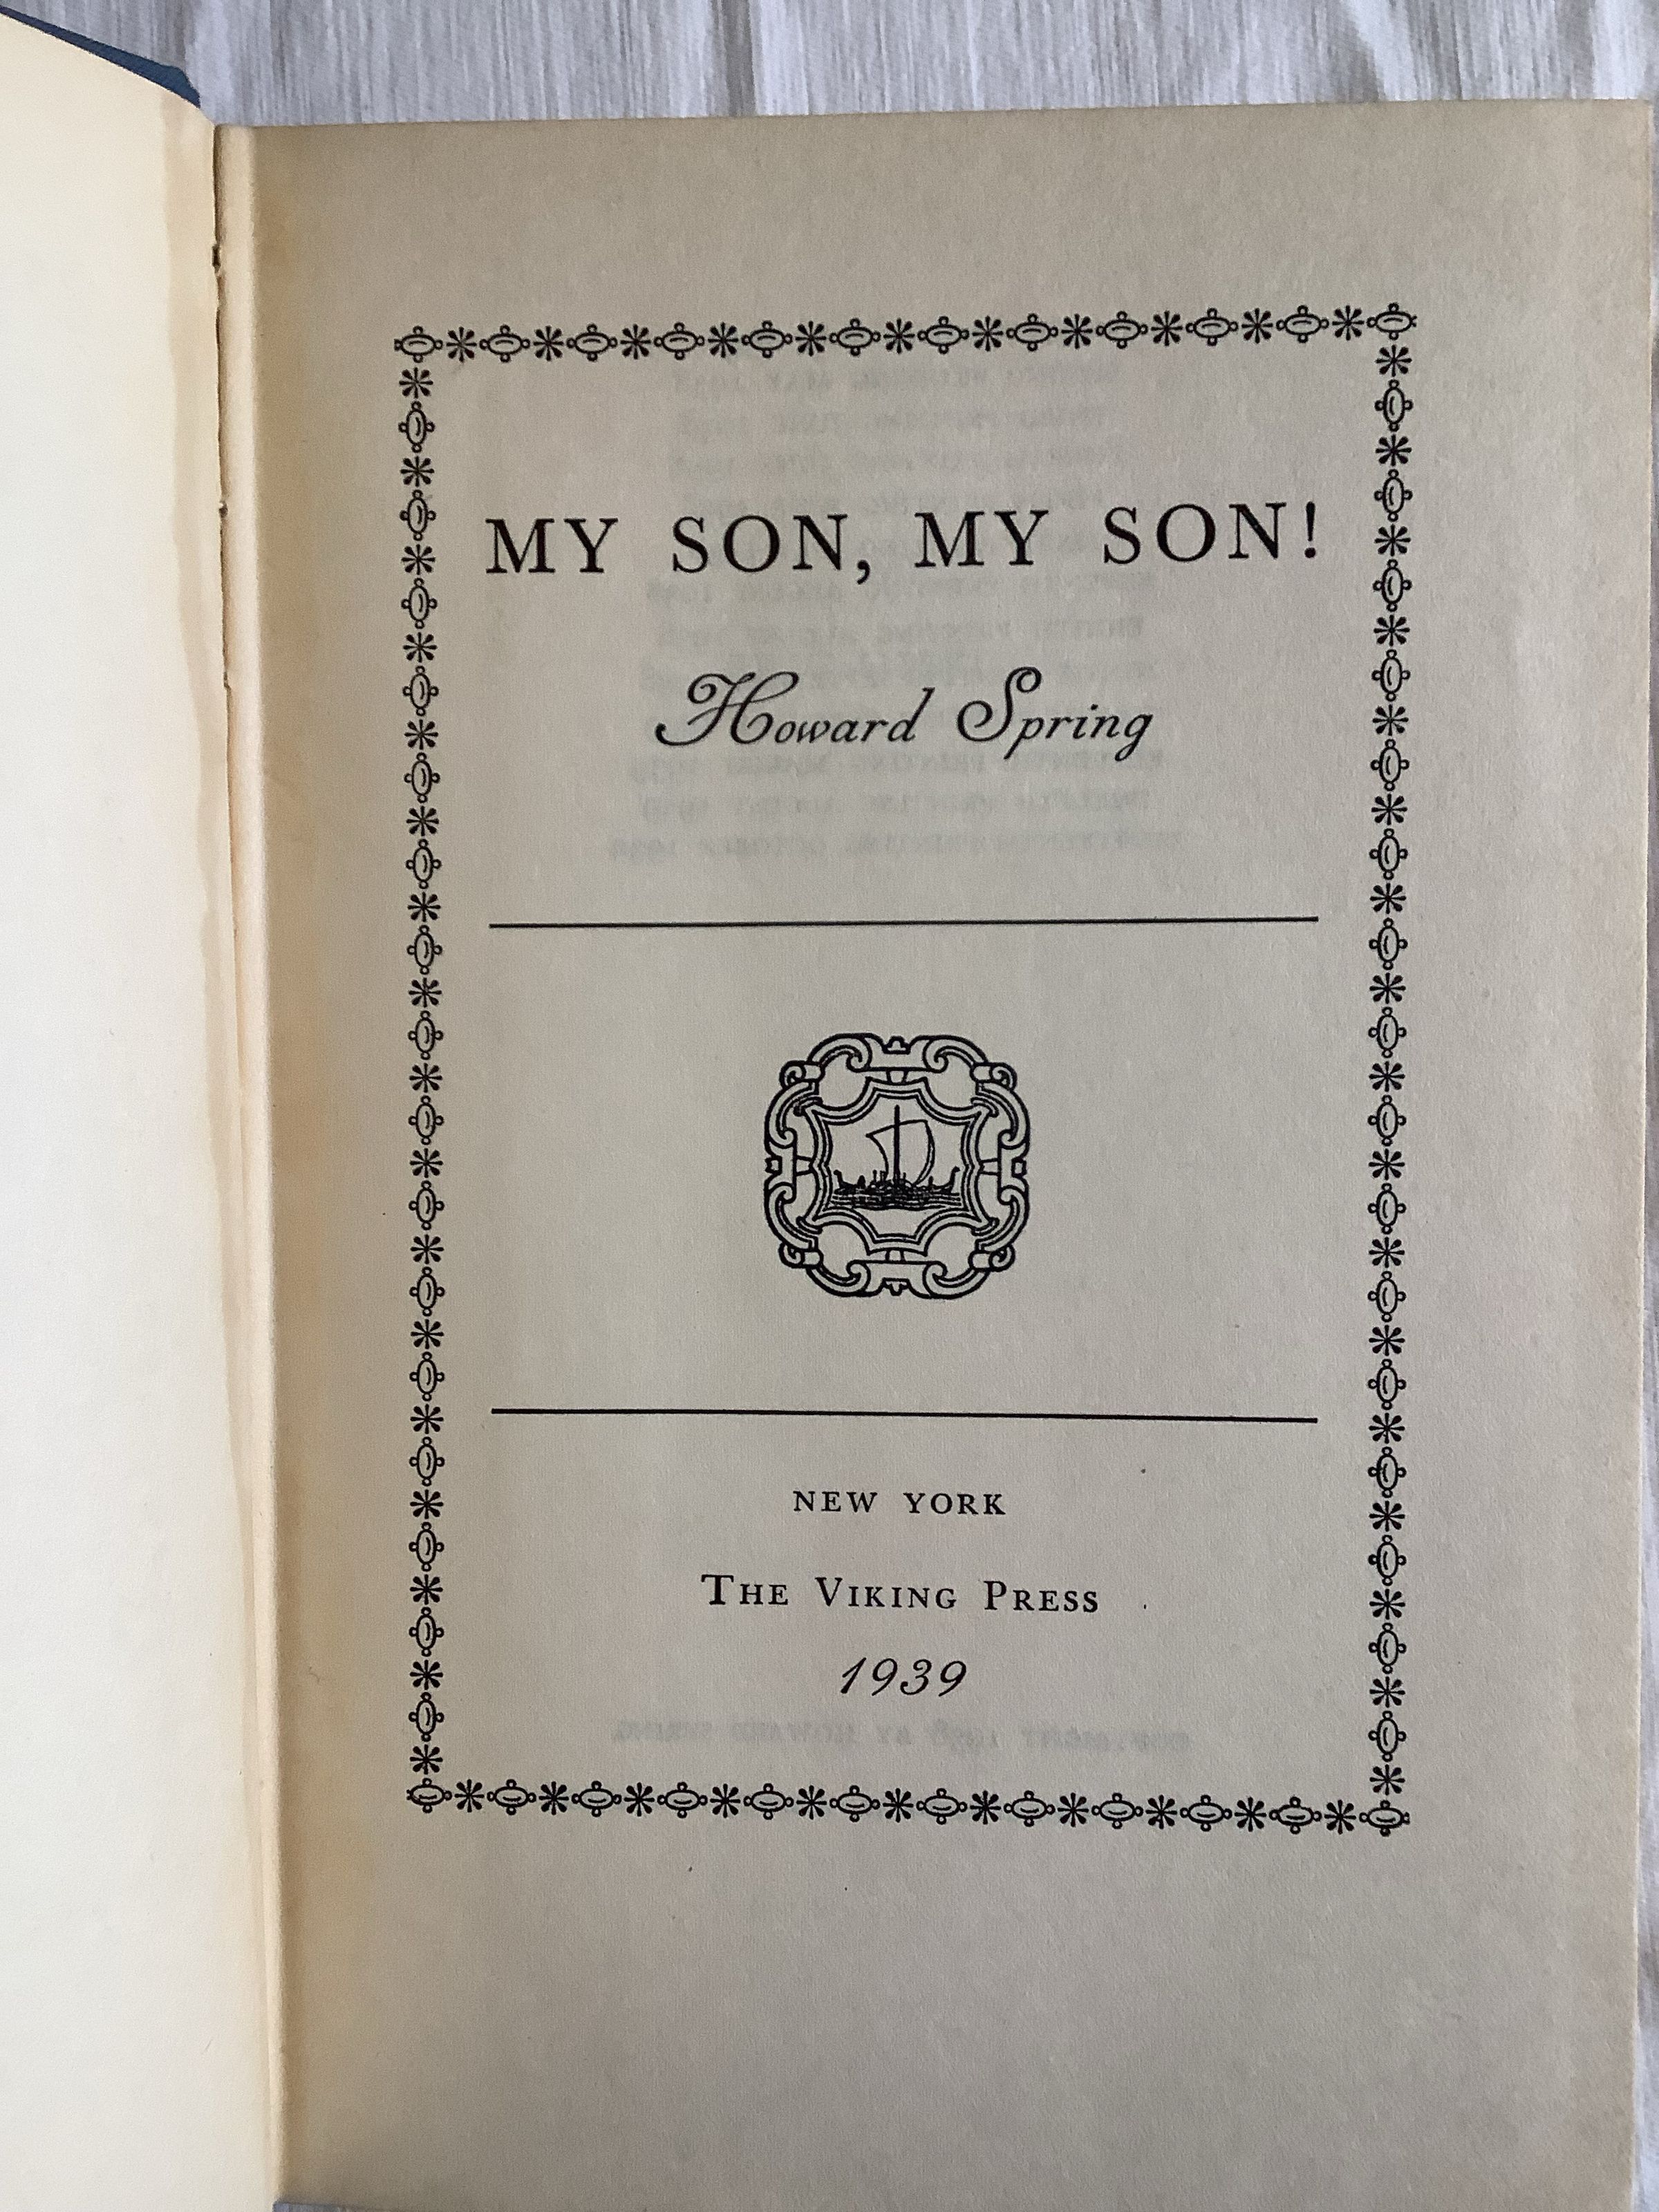 MY SON, MY SON!
Howard Spring
NEW YORK
THE VIKING PRESS
1939